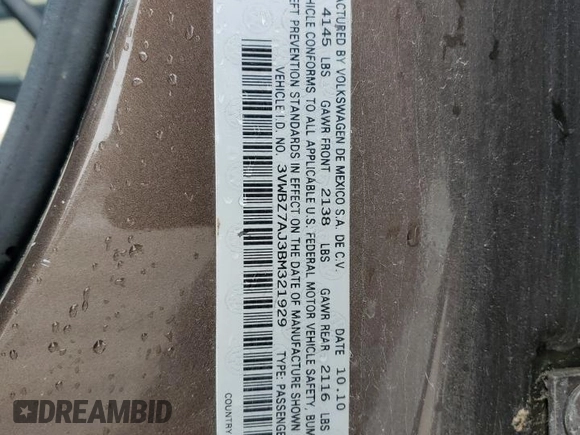 FACTURED BY VOLKSWAGEN DE MEXICO S.A. DE C.V. DATE 10.10
4145 LBS GAWR FRONT 2138 LBS GAWR REAR 2116 LBS
VEHICLE CONFORMS TO ALL APPLICABLE U.S. FEDERAL MOTOR VEHICLE SAFETY, BUM
EFT PREVENTION STANDARDS IN EFFECT ON THE DATE OF MANUFACTURE SHOWN
VEHICLE I.D. NO. 3VWBZ7AJ3BM321929 TYPE: PASSENGE
COUNTRY
DREAMBID